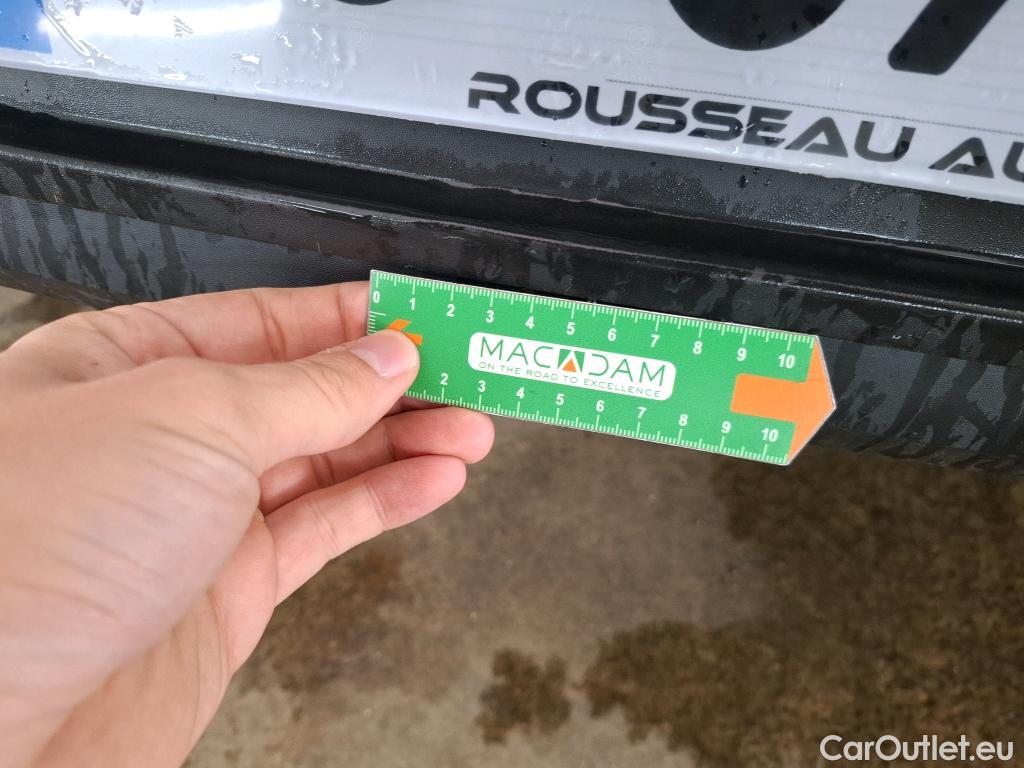 ROUSSEAU
0 1 2 3 4 5 6 7 8 9 10
MACADAM
ON THE ROAD TO EXCELLENCE
2 3 4 5 6 7 8 9 10
CarOutlet.eu